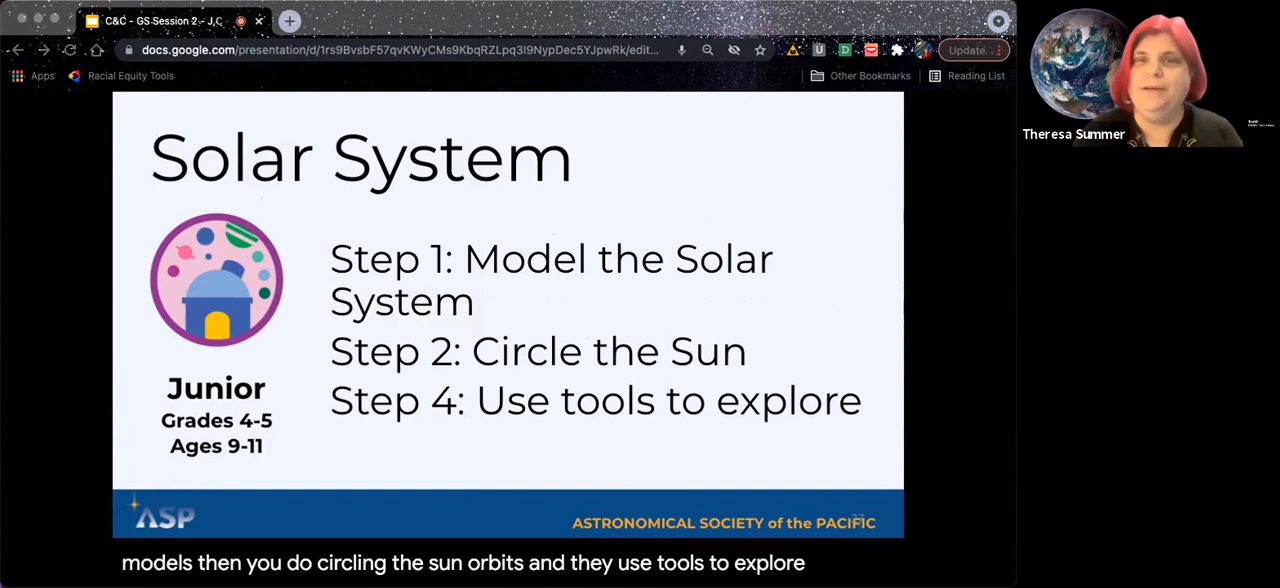 C&C - GS Session 2 - J,C
docs.google.com/presentation/d/1rs9BvsbF57qvKWyCMs9KbqRZLpq3I9NypDec5YJpwRk/edit...
Update
Apps
Racial Equity Tools
Other Bookmarks
Reading List
Theresa Summer
Solar System
Step 1: Model the Solar
System
Step 2: Circle the Sun
Step 4: Use tools to explore
Junior
Grades 4-5
Ages 9-11
ASP
ASTRONOMICAL SOCIETY of the PACIFIC
models then you do circling the sun orbits and they use tools to explore